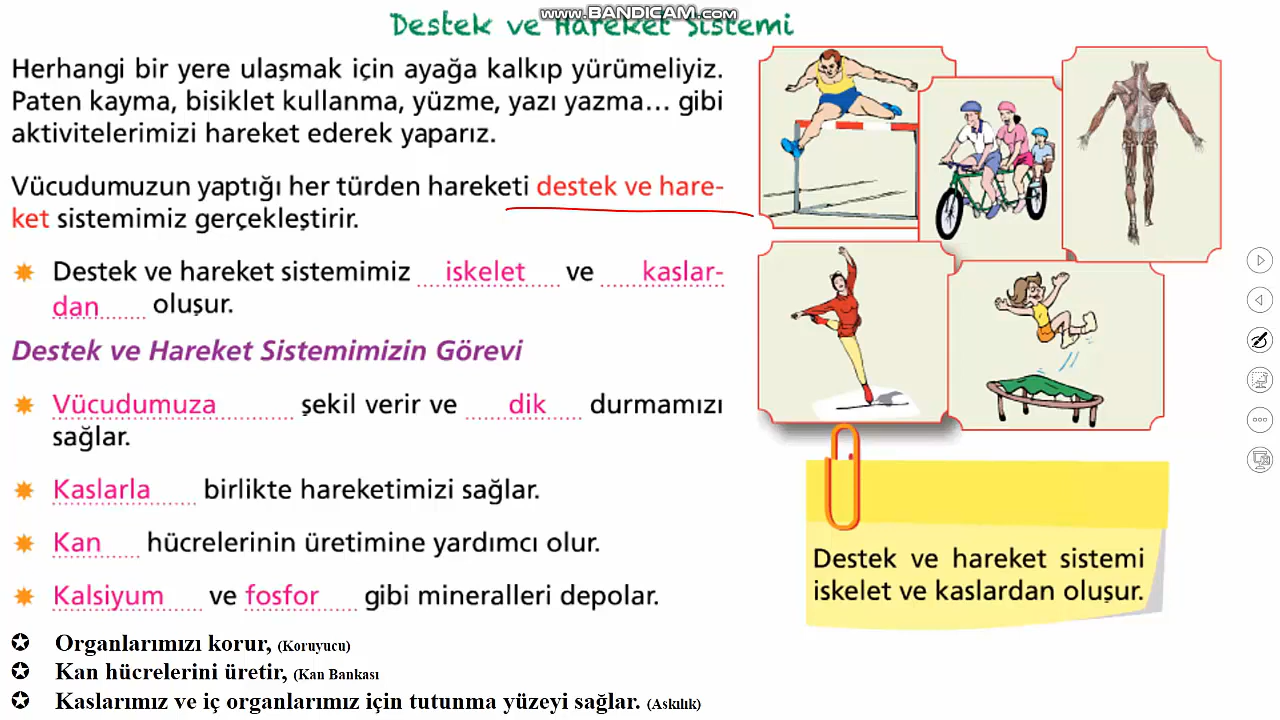 www.BANDICAM.com
Destek ve Hareket Sistemi
Herhangi bir yere ulaşmak için ayağa kalkıp yürümeliyiz.
Paten kayma, bisiklet kullanma, yüzme, yazı yazma... gibi
aktivitelerimizi hareket ederek yaparız.
Vücudumuzun yaptığı her türden hareketi destek ve hare-
ket sistemimiz gerçekleştirir.
Destek ve hareket sistemimiz iskelet ve kaslar-
dan oluşur.
Destek ve Hareket Sistemimizin Görevi
Vücudumuza şekil verir ve dik durmamızı
sağlar.
Kaslarla birlikte hareketimizi sağlar.
Kan hücrelerinin üretimine yardımcı olur.
Kalsiyum ve fosfor gibi mineralleri depolar.
✪ Organlarımızı korur, (Koruyucu)
✪ Kan hücrelerini üretir, (Kan Bankası
✪ Kaslarımız ve iç organlarımız için tutunma yüzeyi sağlar. (Askılık)
Destek ve hareket sistemi
iskelet ve kaslardan oluşur.